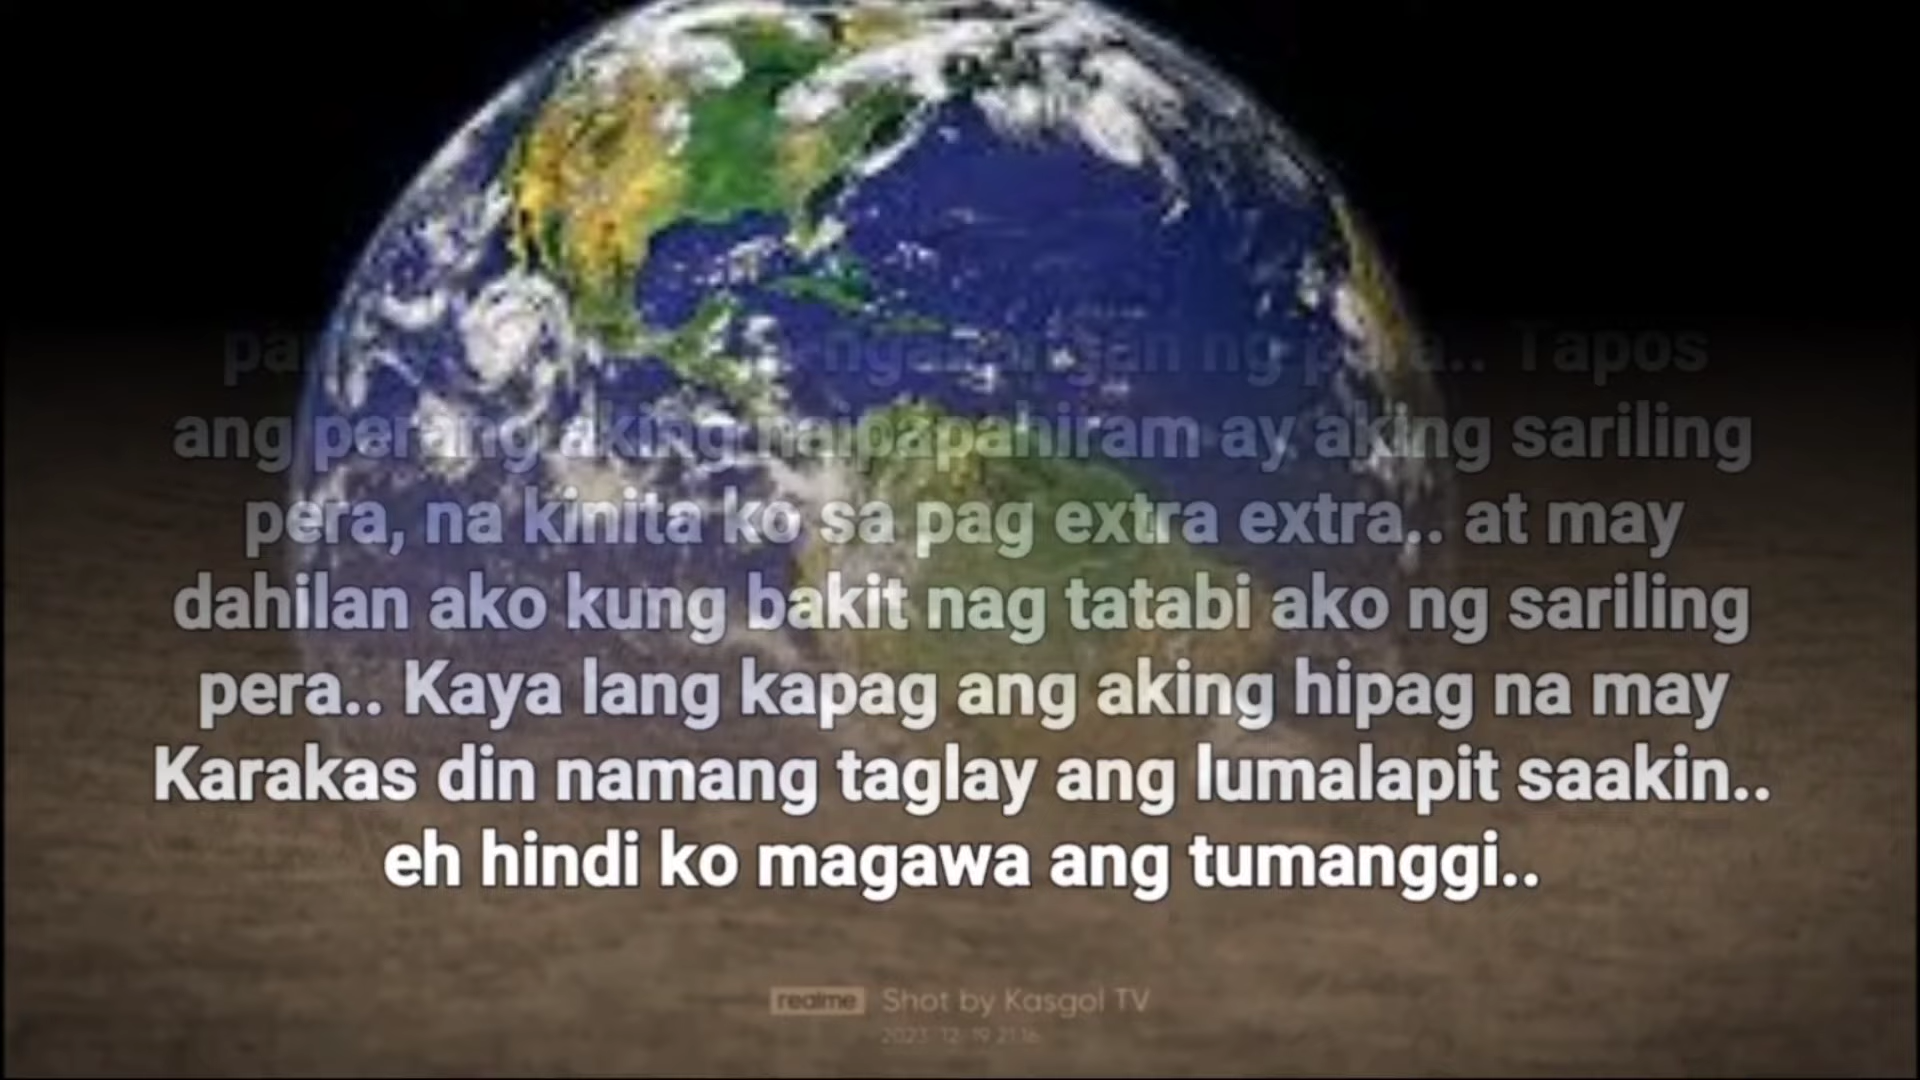 ng pera.. Tapos
ang perang aking naipapahiram ay aking sariling
pera, na kinita ko sa pag extra extra.. at may
dahilan ako kung bakit nag tatabi ako ng sariling
pera.. Kaya lang kapag ang aking hipag na may
Karakas din namang taglay ang lumalapit saakin..
eh hindi ko magawa ang tumanggi..
realme Shot by Kasgol TV